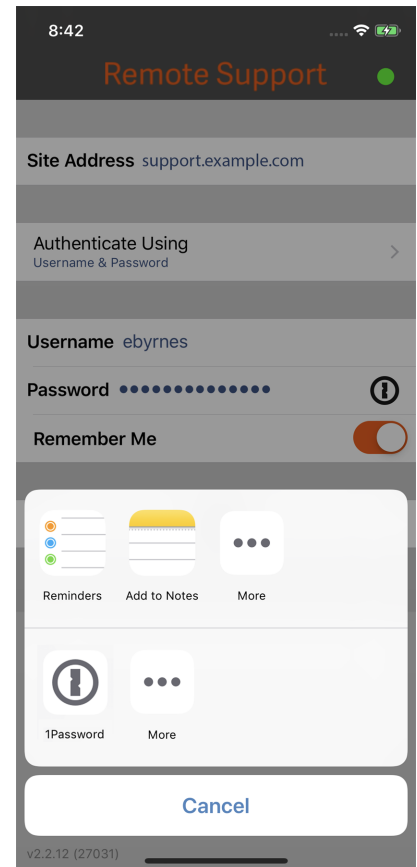 8:42
Remote Support
Site Address support.example.com
Authenticate Using
Username & Password
Username ebyrnes
Password ••••••••••••••
Remember Me
Reminders Add to Notes More
1Password More
Cancel
v2.2.12 (27031)